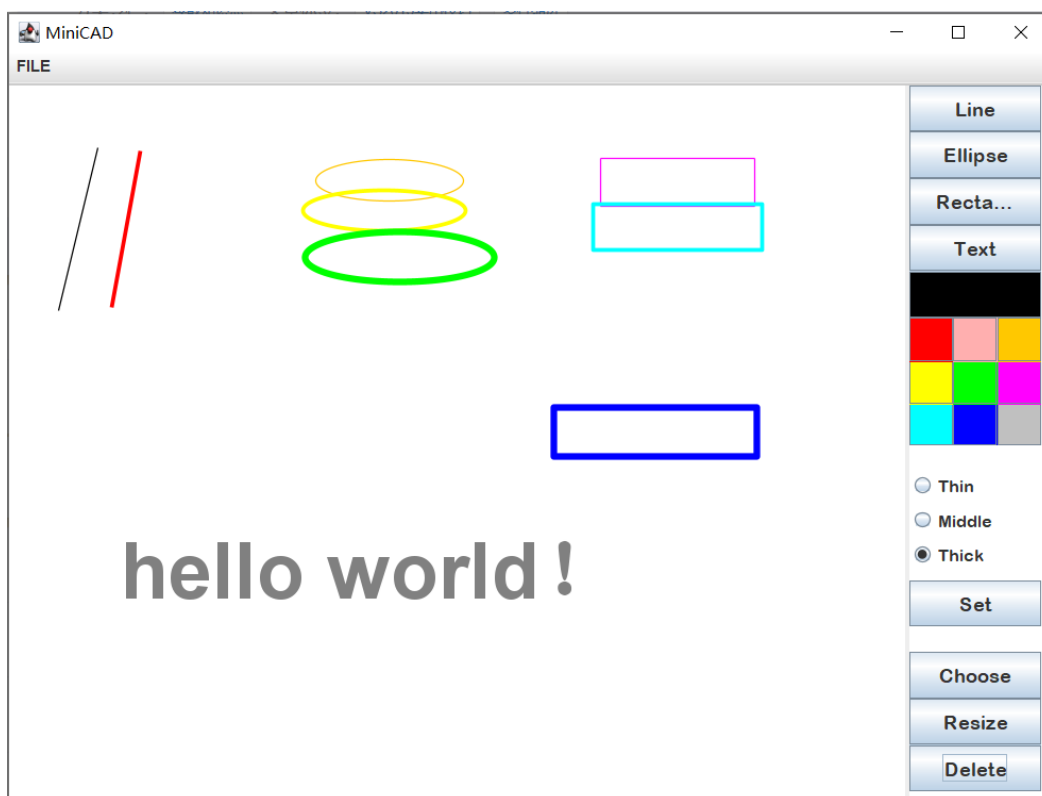 MiniCAD
FILE
Line
Ellipse
Recta...
Text
Thin
Middle
Thick
hello world！
Set
Choose
Resize
Delete